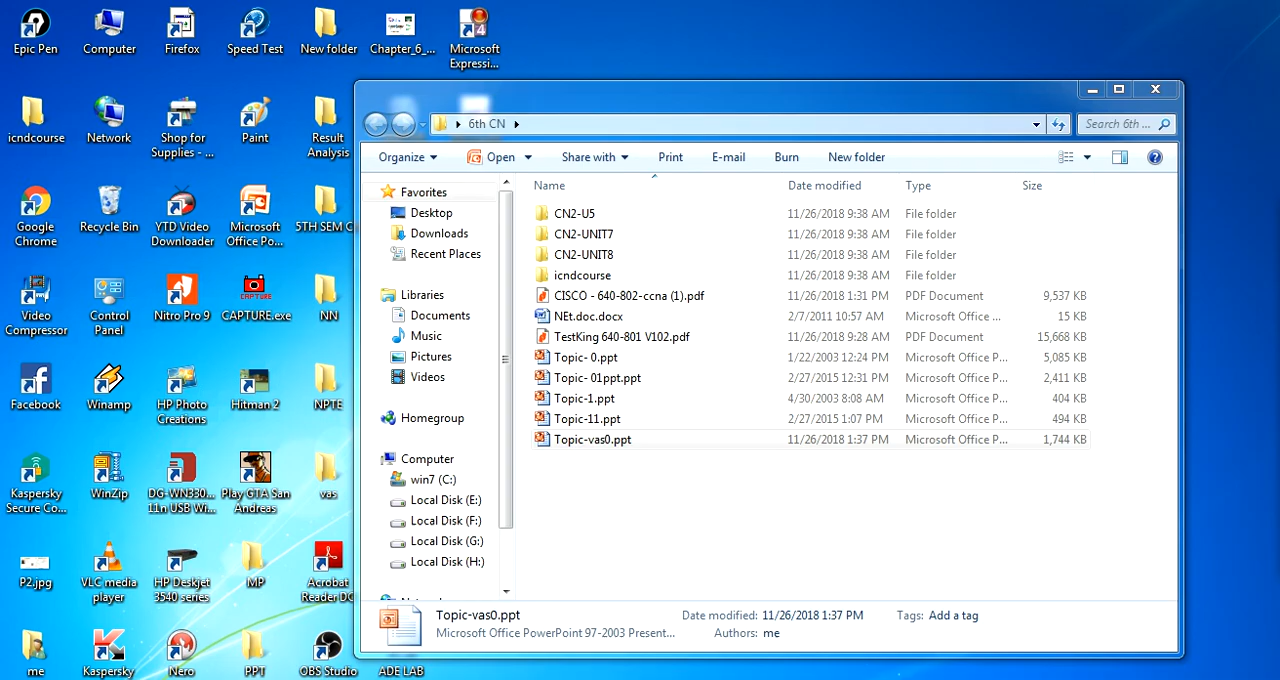 Epic Pen
Computer
Firefox
Speed Test
New folder
Chapter_6_...
Microsoft
Expressi...
icndcourse
Network
Shop for
Supplies - ...
Paint
Result
Analysis
Google
Chrome
Recycle Bin
YTD Video
Downloader
Microsoft
Office Po...
5TH SEM C
Video
Compressor
Control
Panel
Nitro Pro 9
CAPTURE
CAPTURE.exe
NN
Facebook
Winamp
HP Photo
Creations
Hitman 2
NPTE
Kaspersky
Secure Co...
WinZip
DG-WN330...
11n USB Wi...
Play GTA San
Andreas
vas
P2.jpg
VLC media
player
HP Deskjet
3540 series
MP
Acrobat
Reader DC
me
Kaspersky
Nero
PPT
OBS Studio
ADE LAB
6th CN
Search 6th ...
Organize
Open
Share with
Print
E-mail
Burn
New folder
Favorites
Desktop
Downloads
Recent Places
Libraries
Documents
Music
Pictures
Videos
Homegroup
Computer
win7 (C:)
Local Disk (E:)
Local Disk (F:)
Local Disk (G:)
Local Disk (H:)
Name Date modified Type Size
CN2-U5 11/26/2018 9:38 AM File folder
CN2-UNIT7 11/26/2018 9:38 AM File folder
CN2-UNIT8 11/26/2018 9:38 AM File folder
icndcourse 11/26/2018 9:38 AM File folder
CISCO - 640-802-ccna (1).pdf 11/26/2018 1:31 PM PDF Document 9,537 KB
NEt.doc.docx 2/7/2011 10:57 AM Microsoft Office ... 15 KB
TestKing 640-801 V102.pdf 11/26/2018 9:28 AM PDF Document 15,668 KB
Topic- 0.ppt 1/22/2003 12:24 PM Microsoft Office P... 5,085 KB
Topic- 01ppt.ppt 2/27/2015 12:31 PM Microsoft Office P... 2,411 KB
Topic-1.ppt 4/30/2003 8:08 AM Microsoft Office P... 404 KB
Topic-11.ppt 2/27/2015 1:07 PM Microsoft Office P... 494 KB
Topic-vas0.ppt 11/26/2018 1:37 PM Microsoft Office P... 1,744 KB
Topic-vas0.ppt Date modified: 11/26/2018 1:37 PM Tags: Add a tag
Microsoft Office PowerPoint 97-2003 Present... Authors: me